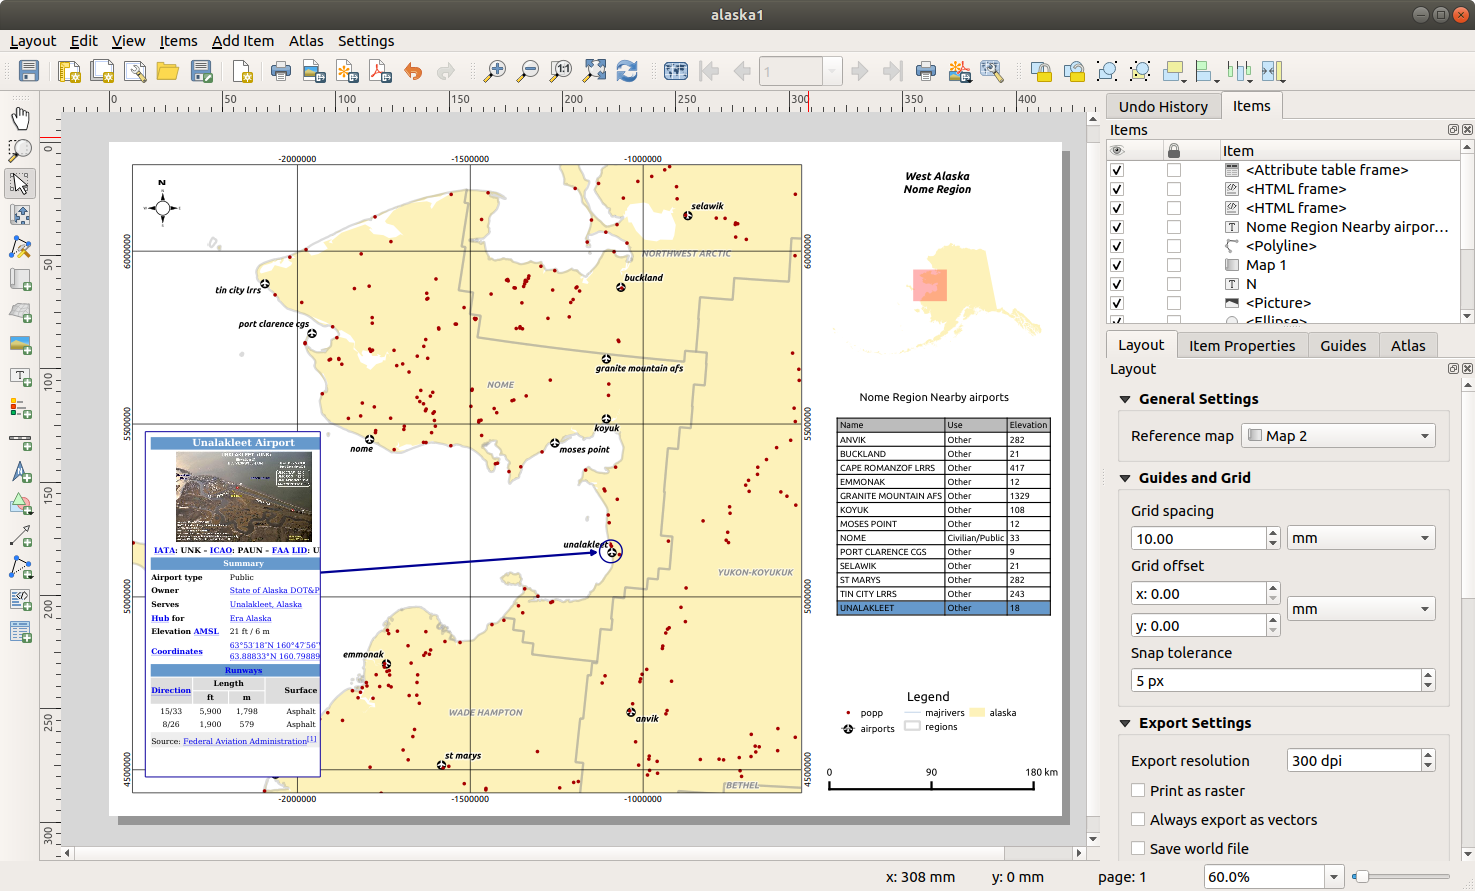 alaska1
Layout Edit View Items Add Item Atlas Settings
1
0 50 100 150 200 250 300 350 400
0 50 100 150 200 250 300
-2000000 -1500000 -1000000
6000000 5500000 5000000 4500000
6000000 5500000 5000000 4500000
-2000000 -1500000 -1000000
N
selawik
NORTHWEST ARCTIC
buckland
tin city lrrs
port clarence cgs
granite mountain afs
NOME
koyuk
nome
moses point
unalakleet
YUKON-KOYUKUK
emmonak
WADE HAMPTON
anvik
st marys
BETHEL
Unalakleet Airport
IATA: UNK – ICAO: PAUN – FAA LID: U
Summary
Airport type Public
Owner State of Alaska DOT&P
Serves Unalakleet, Alaska
Hub for Era Alaska
Elevation AMSL 21 ft / 6 m
Coordinates 63°53′18″N 160°47′56″
63.88833°N 160.79889
Runways
Direction Length Surface
ft m
15/33 5,900 1,798 Asphalt
8/26 1,900 579 Asphalt
Source: Federal Aviation Administration[1]
West Alaska
Nome Region
Nome Region Nearby airports
Name Use Elevation
ANVIK Other 282
BUCKLAND Other 21
CAPE ROMANZOF LRRS Other 417
EMMONAK Other 12
GRANITE MOUNTAIN AFS Other 1329
KOYUK Other 108
MOSES POINT Other 12
NOME Civilian/Public 33
PORT CLARENCE CGS Other 9
SELAWIK Other 21
ST MARYS Other 282
TIN CITY LRRS Other 243
UNALAKLEET Other 18
Legend
popp majrivers alaska
airports regions
0 90 180 km
Undo History Items
Items
Item
<Attribute table frame>
<HTML frame>
<HTML frame>
Nome Region Nearby airpor...
<Polyline>
Map 1
N
<Picture>
<Ellipse>
Layout Item Properties Guides Atlas
Layout
General Settings
Reference map Map 2
Guides and Grid
Grid spacing
10.00 mm
Grid offset
x: 0.00 mm
y: 0.00
Snap tolerance
5 px
Export Settings
Export resolution 300 dpi
Print as raster
Always export as vectors
Save world file
x: 308 mm y: 0 mm page: 1 60.0%